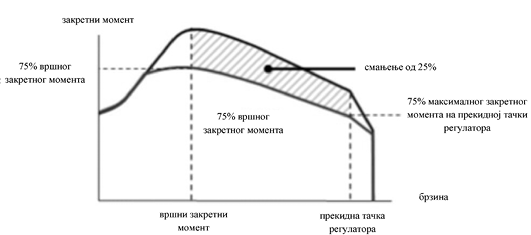 закретни момент
75% вршног
закретног момента
смањење од 25%
75% вршног
закретног момента
75% максималног закретног
момента на прекидној тачки
регулатора
брзина
вршни закретни
момент
прекидна тачка
регулатора